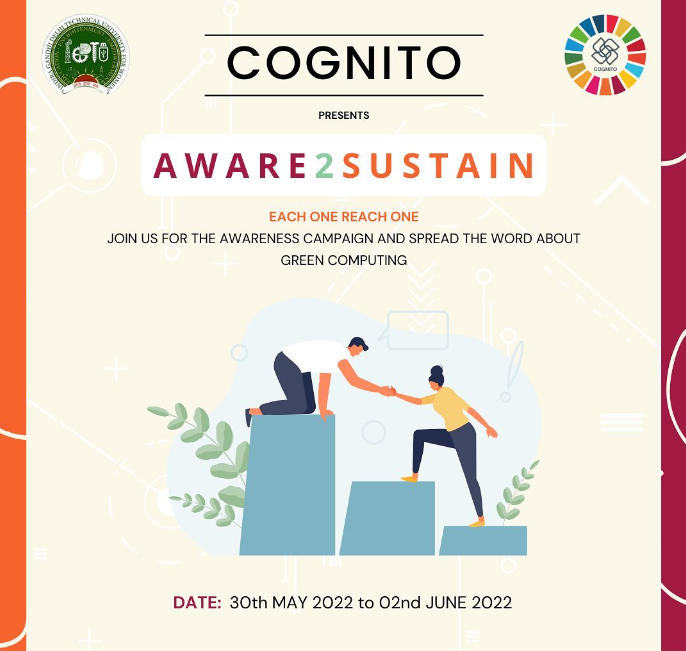 COGNITO
COGNITO
PRESENTS
AWARE2SUSTAIN
EACH ONE REACH ONE
JOIN US FOR THE AWARENESS CAMPAIGN AND SPREAD THE WORD ABOUT
GREEN COMPUTING
DATE: 30th MAY 2022 to 02nd JUNE 2022